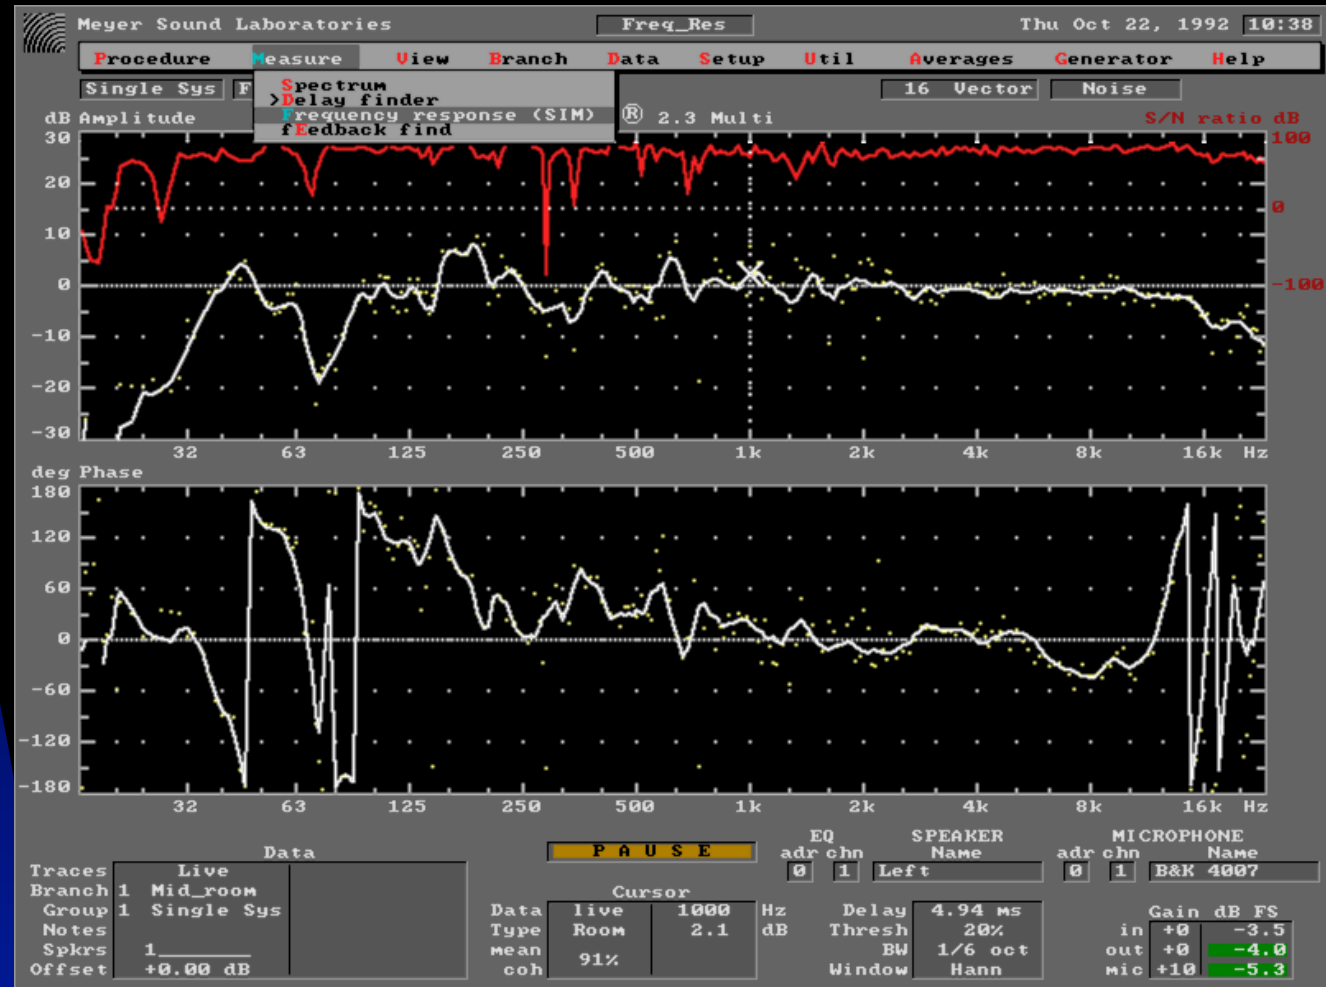 Meyer Sound Laboratories Freq_Res Thu Oct 22, 1992 10:38
Procedure Measure View Branch Data Setup Util Averages Generator Help
Single Sys F 16 Vector Noise
Spectrum
>Delay finder
Frequency response (SIM)
fEedback find
® 2.3 Multi
dB Amplitude S/N ratio dB
30 100
20
0
10
0 -100
-10
-20
-30
32 63 125 250 500 1k 2k 4k 8k 16k Hz
deg Phase
180
120
60
0
-60
-120
-180
32 63 125 250 500 1k 2k 4k 8k 16k Hz
Data
Traces Live
Branch 1 Mid_room
Group 1 Single Sys
Notes
Spkrs 1
Offset +0.00 dB
PAUSE
Cursor
Data live 1000 Hz
Type Room 2.1 dB
mean
coh 91%
EQ SPEAKER MICROPHONE
adr chn Name adr chn Name
0 1 Left 0 1 B&K 4007
Delay 4.94 ms
Thresh 20%
BW 1/6 oct
Window Hann
Gain dB FS
in +0 -3.5
out +0 -4.0
mic +10 -5.3